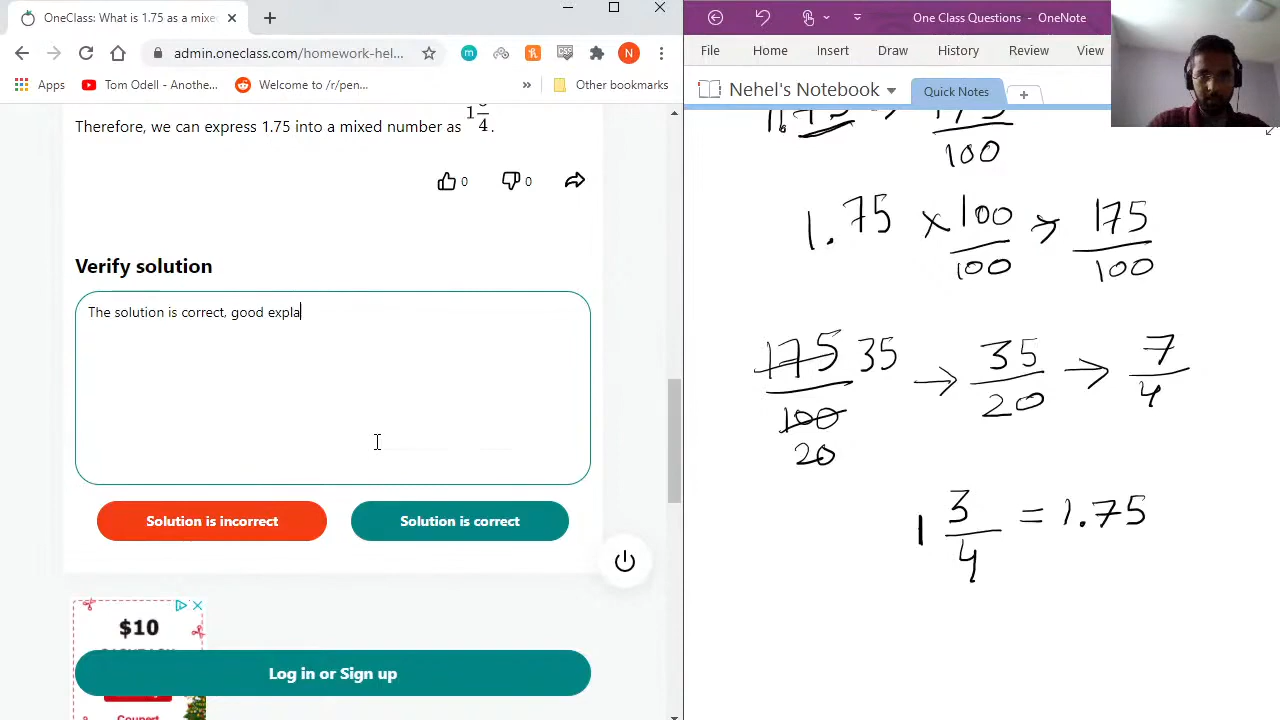 OneClass: What is 1.75 as a mixe
admin.oneclass.com/homework-hel...
N
Apps
Tom Odell - Anothe...
Welcome to /r/pen...
»
Other bookmarks
Therefore, we can express 1.75 into a mixed number as 1 /4.
0
0
Verify solution
The solution is correct, good expla
Solution is incorrect
Solution is correct
$10
Coupert
Log in or Sign up
One Class Questions - OneNote
File
Home
Insert
Draw
History
Review
View
Nehel's Notebook
Quick Notes
100
1.75 × 100/100 → 175/100
175/100 35/20 → 35/20 → 7/4
1 3/4 = 1.75